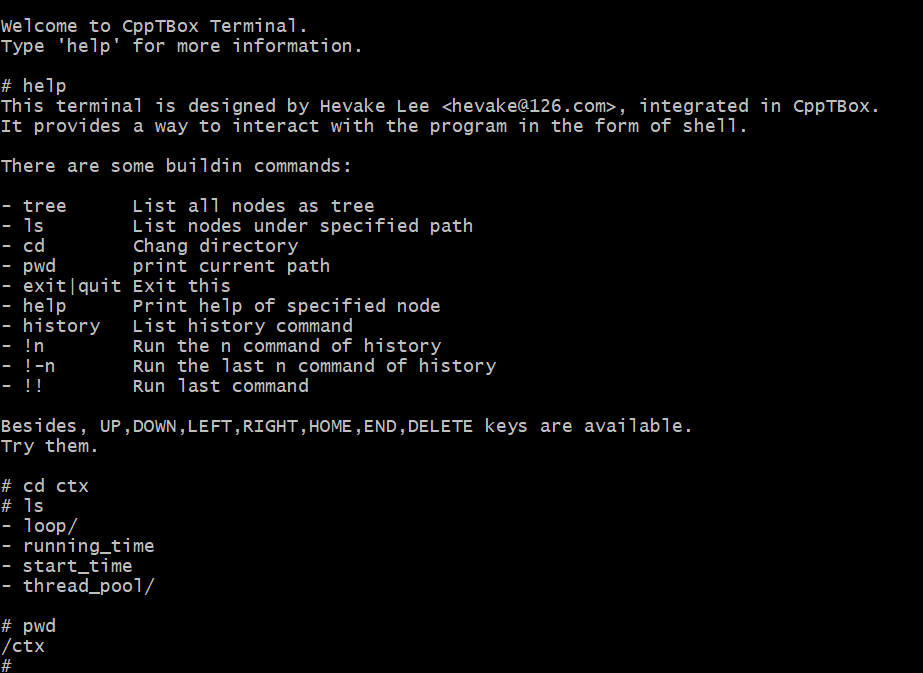 Welcome to CppTBox Terminal.
Type 'help' for more information.
# help
This terminal is designed by Hevake Lee <hevake@126.com>, integrated in CppTBox.
It provides a way to interact with the program in the form of shell.
There are some buildin commands:
- tree      List all nodes as tree
- ls        List nodes under specified path
- cd        Chang directory
- pwd       print current path
- exit|quit Exit this
- help      Print help of specified node
- history   List history command
- !n        Run the n command of history
- !-n       Run the last n command of history
- !!        Run last command
Besides, UP,DOWN,LEFT,RIGHT,HOME,END,DELETE keys are available.
Try them.
# cd ctx
# ls
- loop/
- running_time
- start_time
- thread_pool/
# pwd
/ctx
#